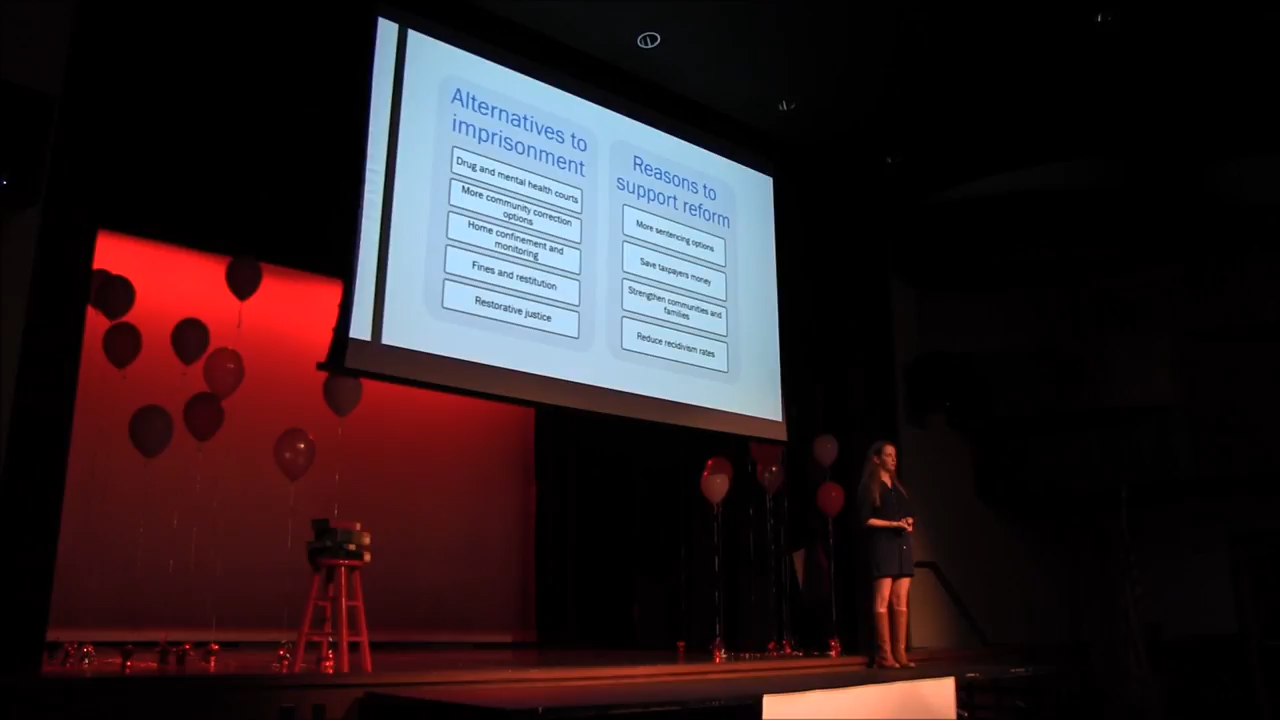 Alternatives to
imprisonment
Drug and mental health courts
More community correction
options
Home confinement and
monitoring
Fines and restitution
Restorative justice
Reasons to
support reform
More sentencing options
Save taxpayers money
Strengthen communities and
families
Reduce recidivism rates